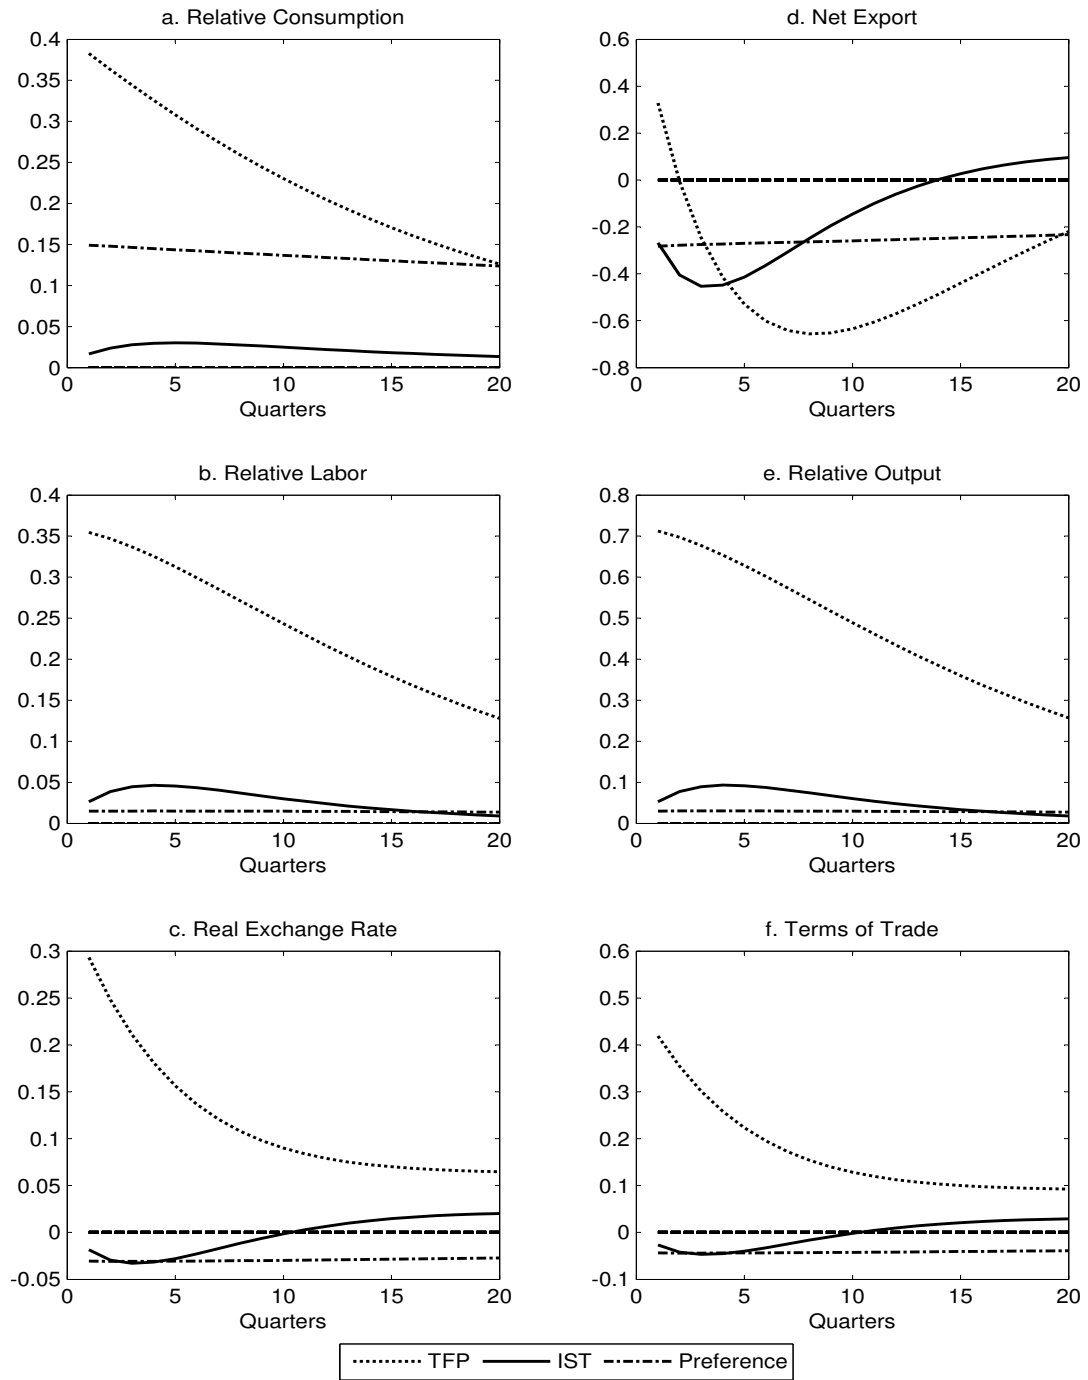 a. Relative Consumption
0.4
0.35
0.3
0.25
0.2
0.15
0.1
0.05
0
0 5 10 15 20
Quarters
d. Net Export
0.6
0.4
0.2
0
-0.2
-0.4
-0.6
-0.8
0 5 10 15 20
Quarters
b. Relative Labor
0.4
0.35
0.3
0.25
0.2
0.15
0.1
0.05
0
0 5 10 15 20
Quarters
e. Relative Output
0.8
0.7
0.6
0.5
0.4
0.3
0.2
0.1
0
0 5 10 15 20
Quarters
c. Real Exchange Rate
0.3
0.25
0.2
0.15
0.1
0.05
0
-0.05
0 5 10 15 20
Quarters
f. Terms of Trade
0.6
0.5
0.4
0.3
0.2
0.1
0
-0.1
0 5 10 15 20
Quarters
TFP IST Preference